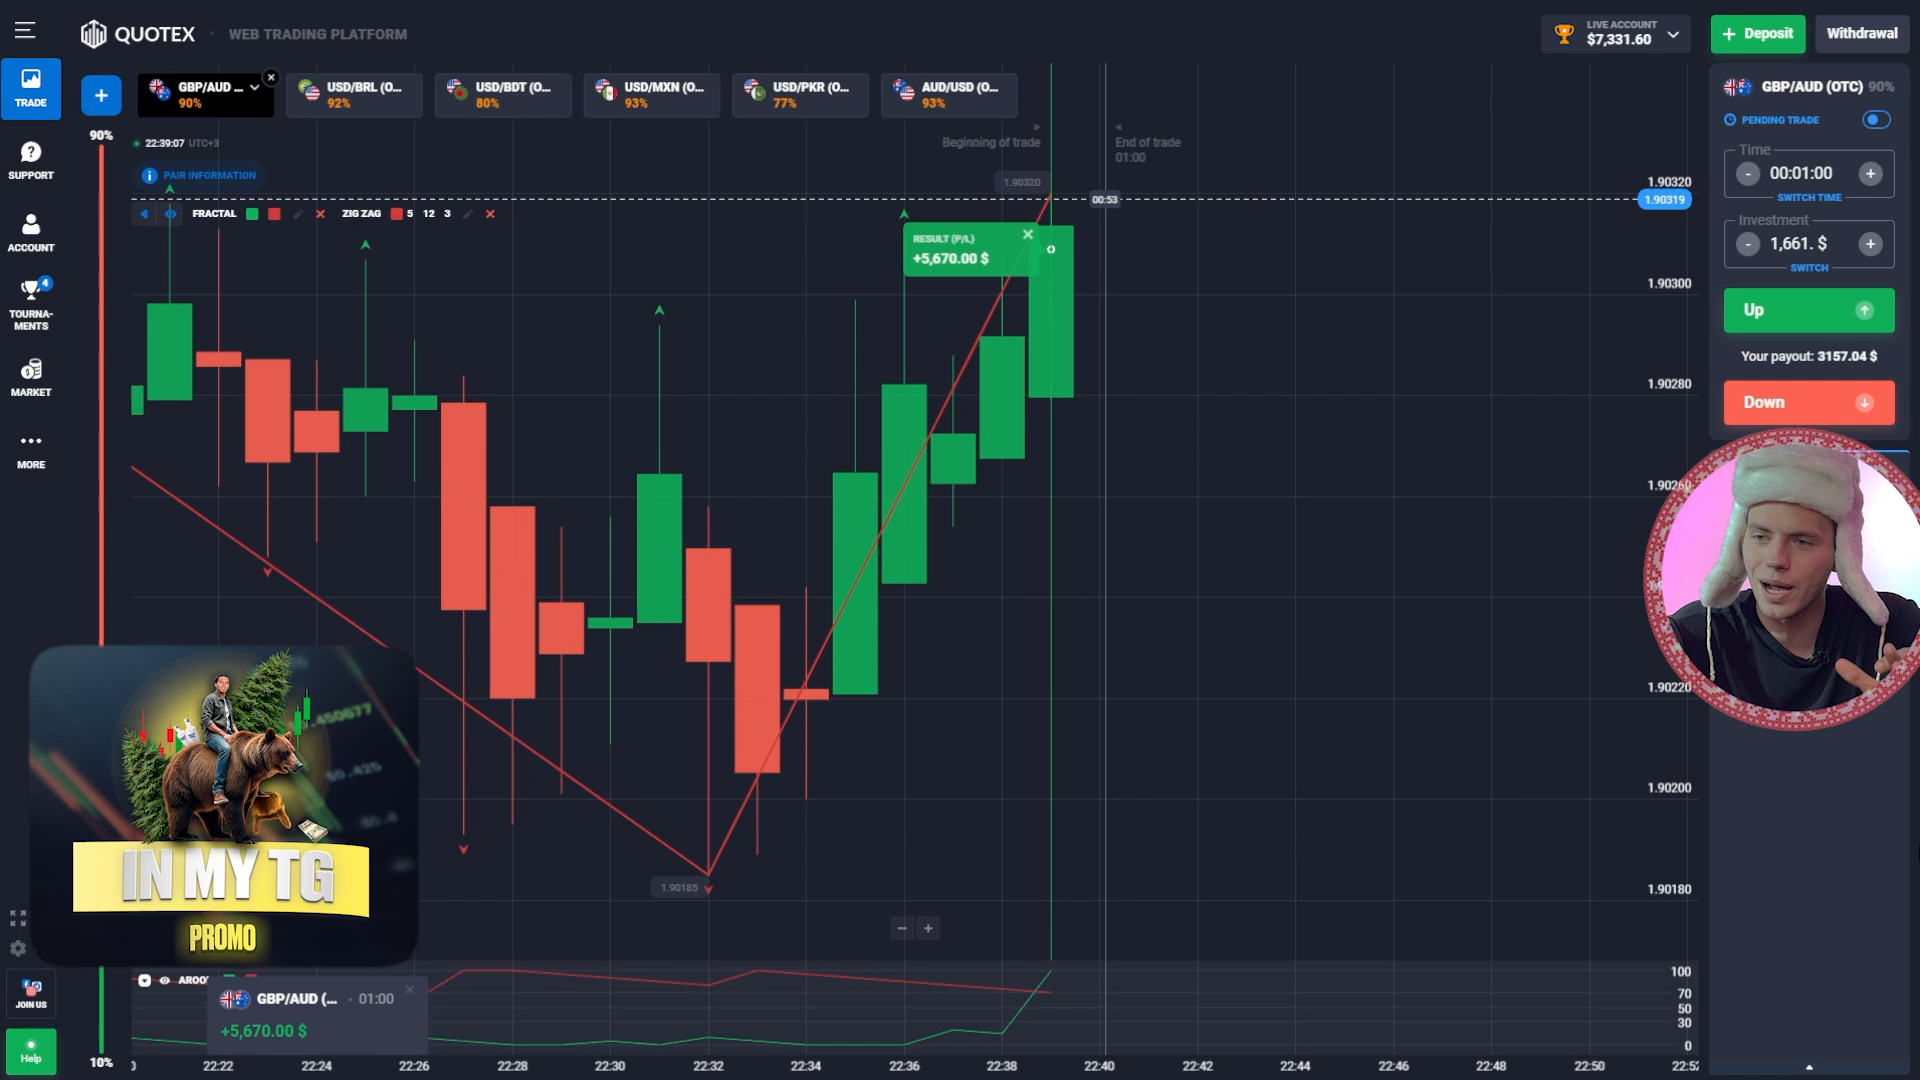 QUOTEX
WEB TRADING PLATFORM
LIVE ACCOUNT
$7,331.60
Deposit
Withdrawal
TRADE
SUPPORT
ACCOUNT
4
TOURNA-
MENTS
MARKET
MORE
JOIN US
Help
GBP/AUD ...
90%
USD/BRL (O...
92%
USD/BDT (O...
80%
USD/MXN (O...
93%
USD/PKR (O...
77%
AUD/USD (O...
93%
90%
22:39:07 UTC+3
PAIR INFORMATION
FRACTAL
ZIG ZAG 5 12 3
Beginning of trade
End of trade
01:00
1.90320
00:53
RESULT (P/L)
+5,670.00 $
1.90185
1.90320
1.90319
1.90300
1.90280
1.90260
1.90220
1.90200
1.90180
GBP/AUD (OTC) 90%
PENDING TRADE
Time
- 00:01:00 +
SWITCH TIME
Investment
- 1,661. $ +
SWITCH
Up
Your payout: 3157.04 $
Down
$0.425
IN MY TG
PROMO
AROO
GBP/AUD (... · 01:00
+5,670.00 $
100
70
50
30
0
10%
22:22 22:24 22:26 22:28 22:30 22:32 22:34 22:36 22:38 22:40 22:42 22:44 22:46 22:48 22:50